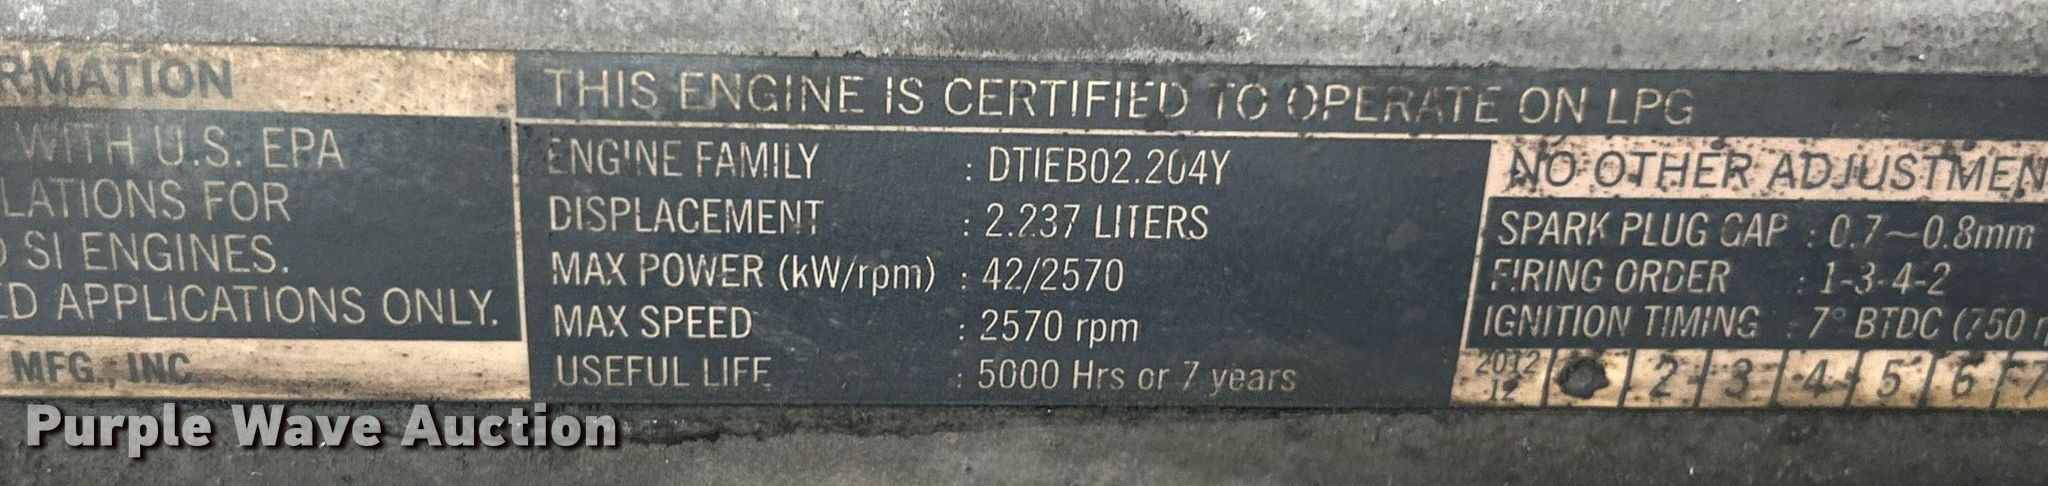 RMATION
WITH U.S. EPA
LATIONS FOR
SI ENGINES.
ED APPLICATIONS ONLY.
MFG., INC.
THIS ENGINE IS CERTIFIED TO OPERATE ON LPG
ENGINE FAMILY : DTIEB02.204Y
DISPLACEMENT : 2.237 LITERS
MAX POWER (kW/rpm) : 42/2570
MAX SPEED : 2570 rpm
USEFUL LIFE : 5000 Hrs or 7 years
NO OTHER ADJUSTMEN
SPARK PLUG GAP : 0.7~0.8mm
FIRING ORDER : 1-3-4-2
IGNITION TIMING : 7° BTDC (750 r
2012 2 3 4 5 6 7
12
Purple Wave Auction